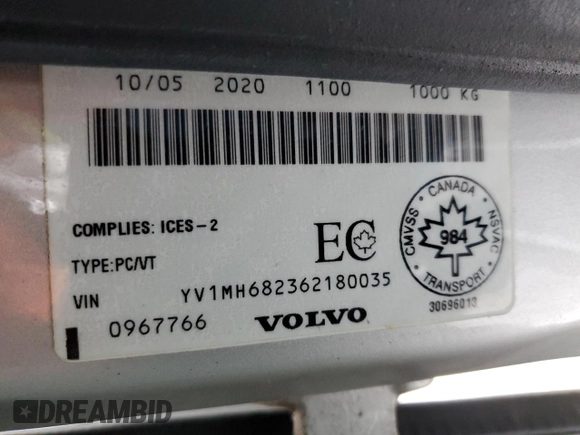 10/05 2020 1100 1000 KG
COMPLIES: ICES-2
EC
TYPE:PC/VT
VIN YV1MH682362180035
0967766 VOLVO
CANADA
CMVSS NSVAC
984
TRANSPORT
30696013
DREAMBID